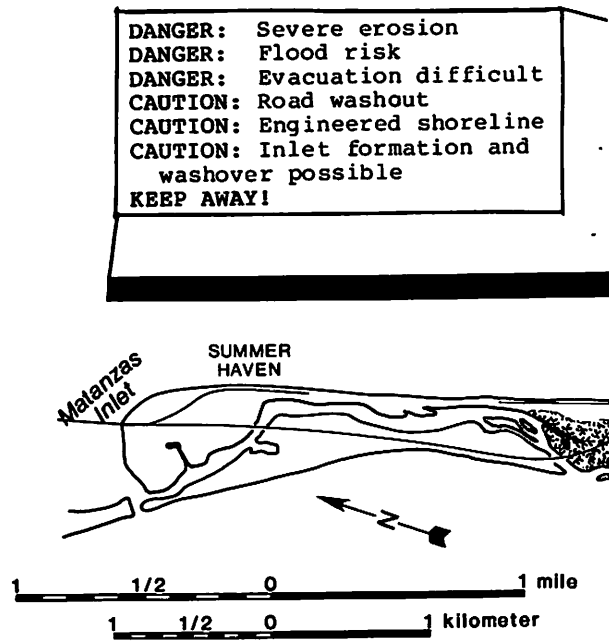 DANGER: Severe erosion
DANGER: Flood risk
DANGER: Evacuation difficult
CAUTION: Road washout
CAUTION: Engineered shoreline
CAUTION: Inlet formation and
washover possible
KEEP AWAY!
Matanzas
Inlet
SUMMER
HAVEN
N
1 1/2 0 1 mile
1 1/2 0 1 kilometer